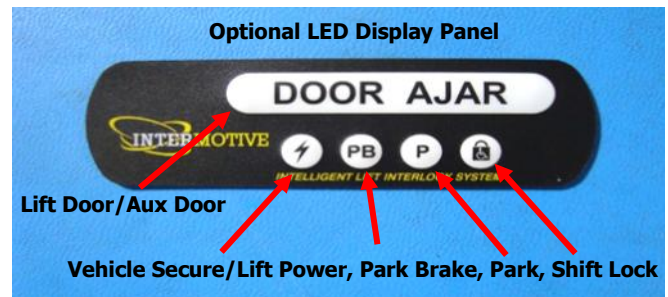 Optional LED Display Panel
DOOR AJAR
INTERMOTIVE
PB P
INTELLIGENT LIFT INTERLOCK SYSTEM
Lift Door/Aux Door
Vehicle Secure/Lift Power, Park Brake, Park, Shift Lock